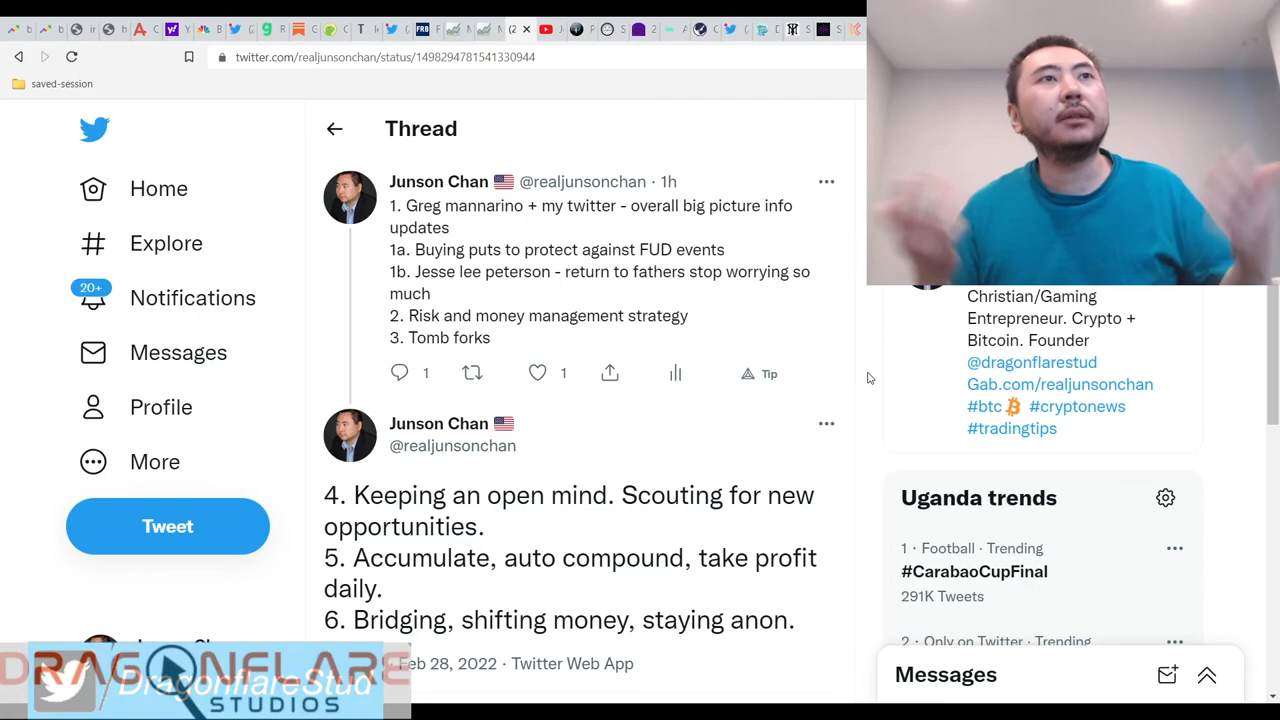 twitter.com/realjunsonchan/status/1498294781541330944
saved-session
Home
Explore
20+
Notifications
Messages
Profile
More
Tweet
Thread
Junson Chan 🇺🇸 @realjunsonchan · 1h
1. Greg mannarino + my twitter - overall big picture info
updates
1a. Buying puts to protect against FUD events
1b. Jesse lee peterson - return to fathers stop worrying so
much
2. Risk and money management strategy
3. Tomb forks
1
1
Tip
Junson Chan 🇺🇸
@realjunsonchan
4. Keeping an open mind. Scouting for new
opportunities.
5. Accumulate, auto compound, take profit
daily.
6. Bridging, shifting money, staying anon.
Feb 28, 2022 · Twitter Web App
Christian/Gaming
Entrepreneur. Crypto +
Bitcoin. Founder
@dragonflarestud
Gab.com/realjunsonchan
#btc #cryptonews
#tradingtips
Uganda trends
1 · Football · Trending
#CarabaoCupFinal
291K Tweets
2 · Only on Twitter · Trending
Messages
DRAGONFLARE
/DragonflareStud
STUDIOS